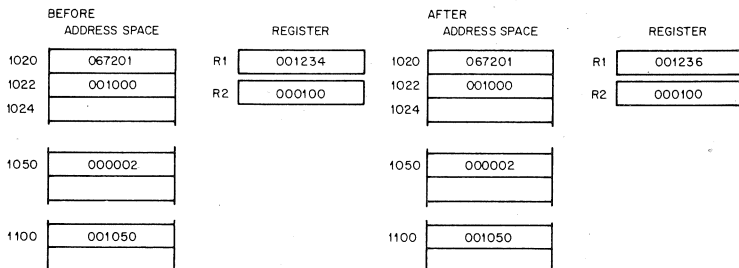 BEFORE
ADDRESS SPACE REGISTER
1020 067201 R1 001234
1022 001000 R2 000100
1024
1050 000002
1100 001050
AFTER
ADDRESS SPACE REGISTER
1020 067201 R1 001236
1022 001000 R2 000100
1024
1050 000002
1100 001050